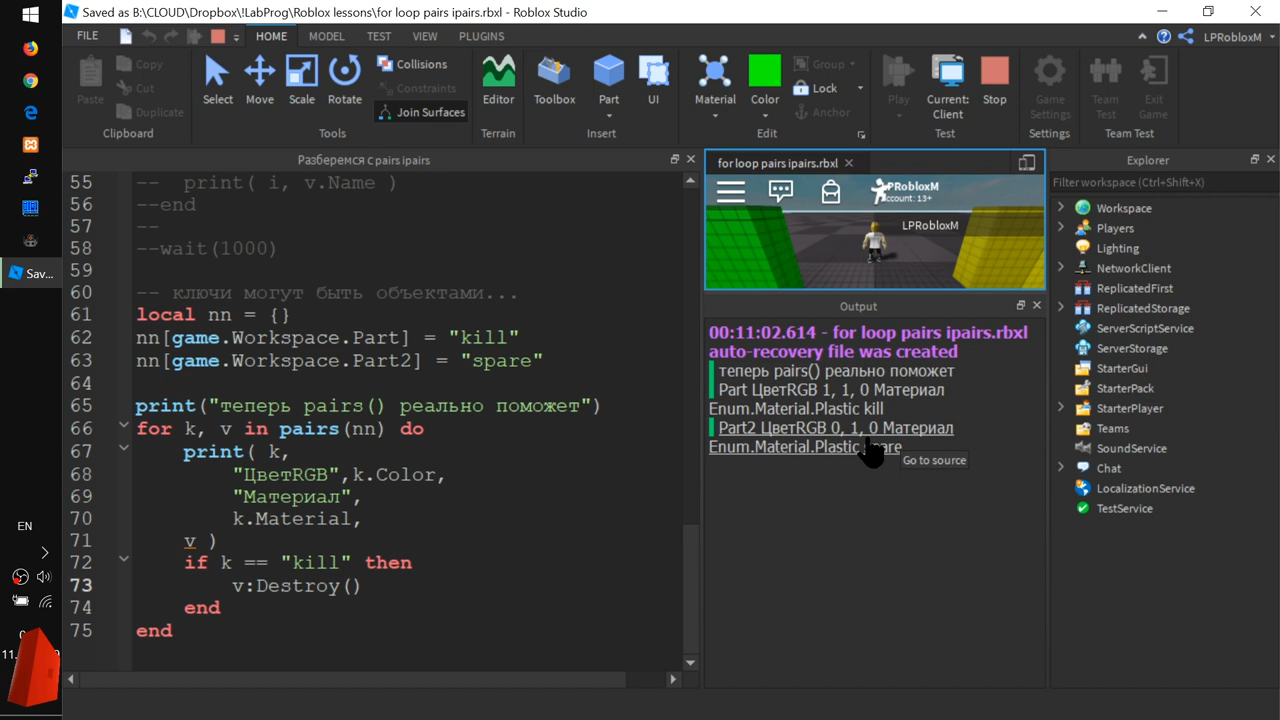 Saved as B:\CLOUD\Dropbox\!LabProg\Roblox lessons\for loop pairs ipairs.rbxl - Roblox Studio
FILE
HOME
MODEL
TEST
VIEW
PLUGINS
LPRobloxM
Paste
Copy
Cut
Duplicate
Clipboard
Select
Move
Scale
Rotate
Collisions
Constraints
Join Surfaces
Tools
Editor
Terrain
Toolbox
Part
UI
Insert
Material
Color
Group
Lock
Anchor
Edit
Play
Current:
Client
Stop
Test
Game
Settings
Settings
Team
Test
Exit
Game
Team Test
Разберемся с pairs ipairs
55 -- print( i, v.Name )
56 --end
57 --
58 --wait(1000)
59
60 -- ключи могут быть объектами...
61 local nn = {}
62 nn[game.Workspace.Part] = "kill"
63 nn[game.Workspace.Part2] = "spare"
64
65 print("теперь pairs() реально поможет")
66 for k, v in pairs(nn) do
67 print( k,
68 "ЦветRGB",k.Color,
69 "Материал",
70 k.Material,
71 v )
72 if k == "kill" then
73 v:Destroy()
74 end
75 end
for loop pairs ipairs.rbxl
PRobloxM
ccount: 13+
LPRobloxM
Output
00:11:02.614 - for loop pairs ipairs.rbxl
auto-recovery file was created
теперь pairs() реально поможет
Part ЦветRGB 1, 1, 0 Материал
Enum.Material.Plastic kill
Part2 ЦветRGB 0, 1, 0 Материал
Enum.Material.Plastic
Go to source
Explorer
Filter workspace (Ctrl+Shift+X)
Workspace
Players
Lighting
NetworkClient
ReplicatedFirst
ReplicatedStorage
ServerScriptService
ServerStorage
StarterGui
StarterPack
StarterPlayer
Teams
SoundService
Chat
LocalizationService
TestService
Sav...
EN